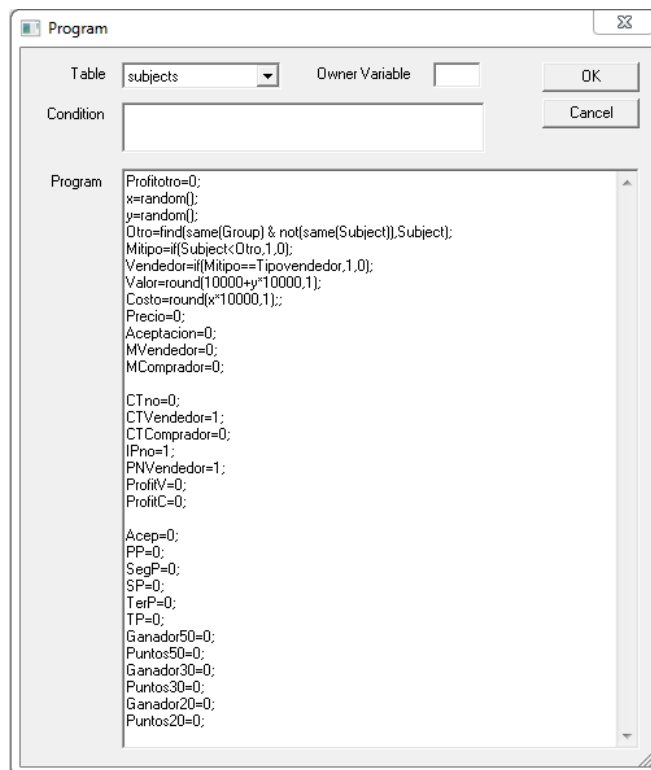 Program
Table subjects Owner Variable OK
Condition Cancel
Program
Profitotro=0;
x=random();
y=random();
Otro=find(same(Group) & not(same(Subject)),Subject);
Mitipo=if(Subject<Otro,1,0);
Vendedor=if(Mitipo==Tipovendedor,1,0);
Valor=round(10000+y*10000,1);
Costo=round(x*10000,1);;
Precio=0;
Aceptacion=0;
MVendedor=0;
MComprador=0;
CTno=0;
CTVendedor=1;
CTComprador=0;
IPno=1;
PNVendedor=1;
ProfitV=0;
ProfitC=0;
Acep=0;
PP=0;
SegP=0;
SP=0;
TerP=0;
TP=0;
Ganador50=0;
Puntos50=0;
Ganador30=0;
Puntos30=0;
Ganador20=0;
Puntos20=0;